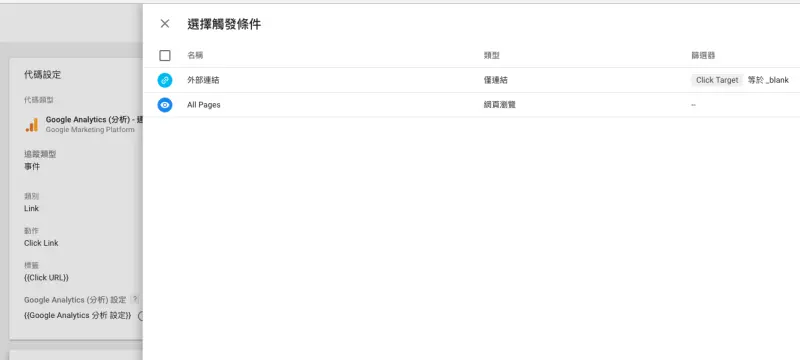 選擇觸發條件
名稱 類型 篩選器
外部連結 僅連結 Click Target 等於 _blank
All Pages 網頁瀏覽 --
代碼設定
代碼類型
Google Analytics (分析) -
Google Marketing Platform
追蹤類型
事件
類別
Link
動作
Click Link
標籤
{{Click URL}}
Google Analytics (分析) 設定 ?
{{Google Analytics 分析 設定}}